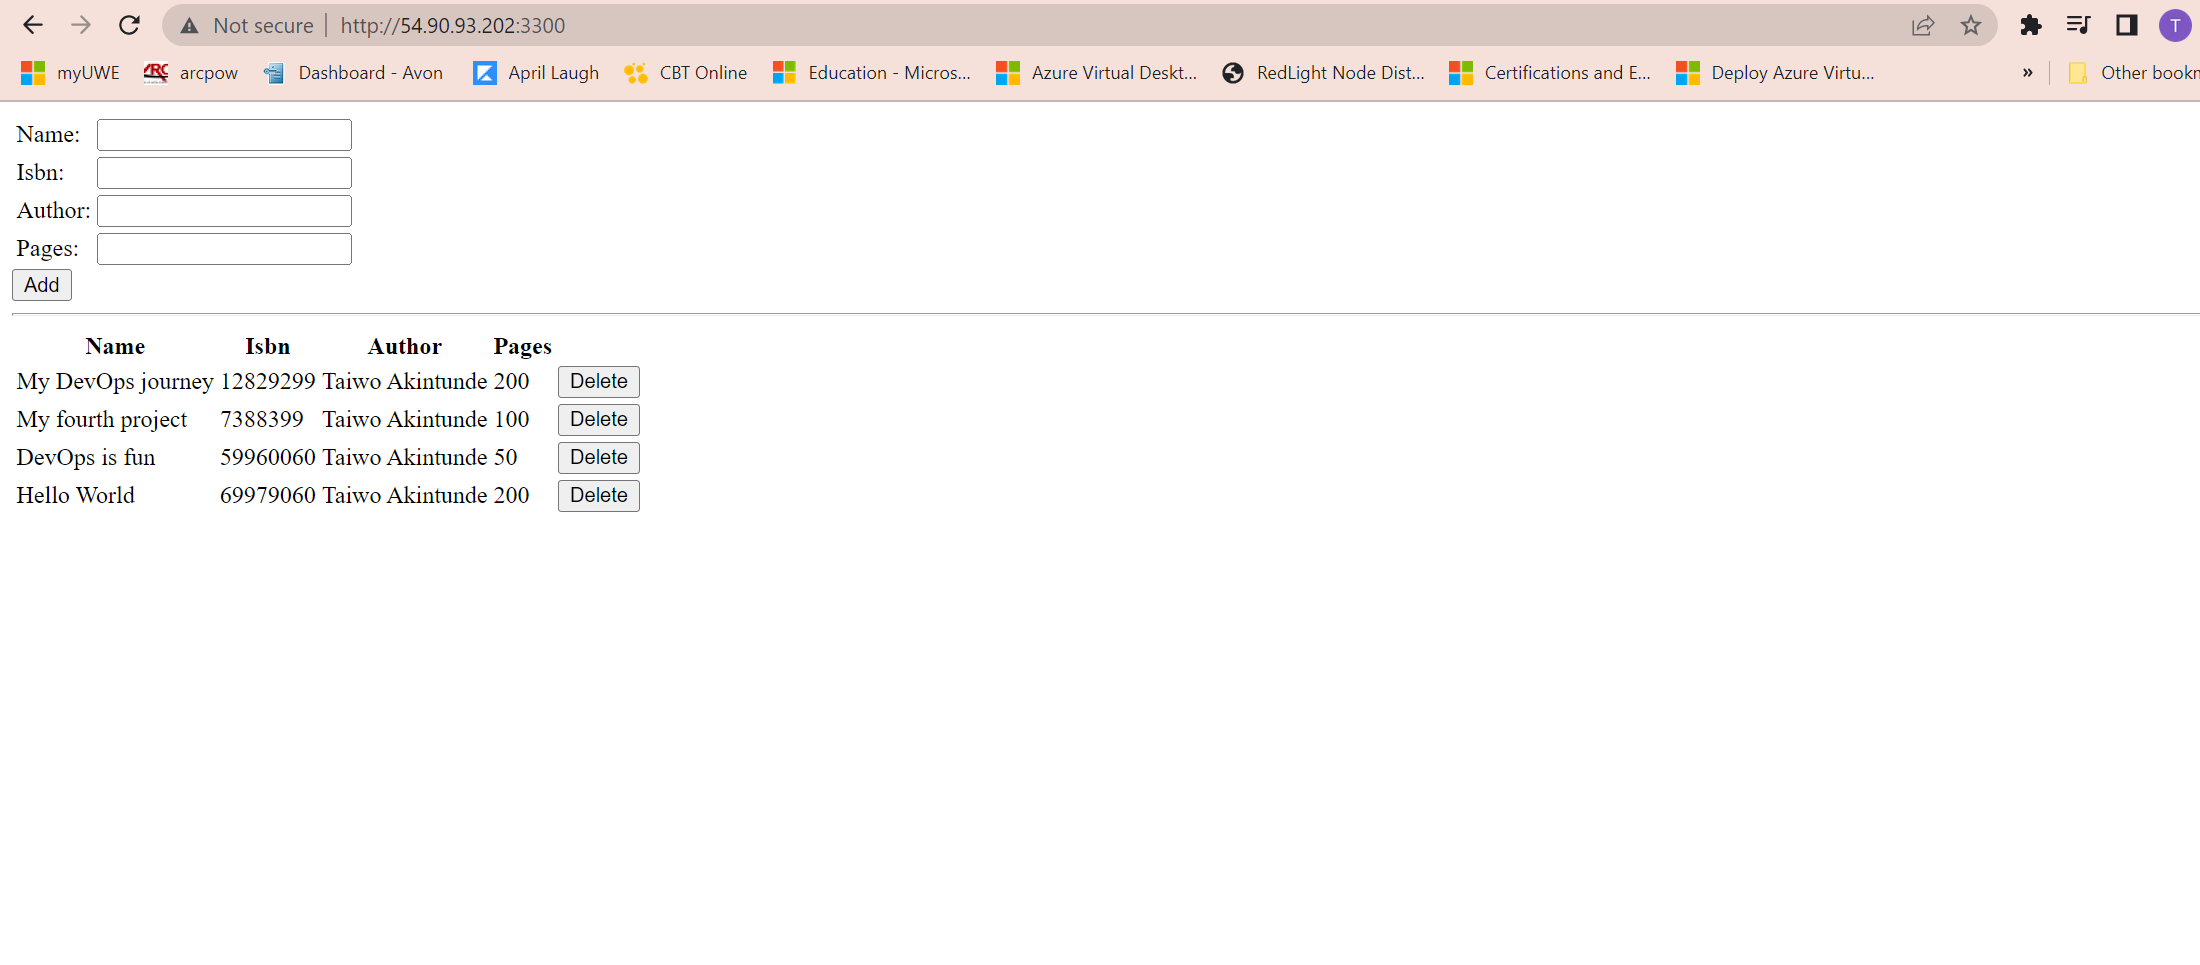 Not secure | http://54.90.93.202:3300 T
myUWE ARC arcpow Dashboard - Avon April Laugh CBT Online Education - Micros... Azure Virtual Deskt... RedLight Node Dist... Certifications and E... Deploy Azure Virtu... » Other bookm
Name:
Isbn:
Author:
Pages:
Add
Name Isbn Author Pages
My DevOps journey 12829299 Taiwo Akintunde 200 Delete
My fourth project 7388399 Taiwo Akintunde 100 Delete
DevOps is fun 59960060 Taiwo Akintunde 50 Delete
Hello World 69979060 Taiwo Akintunde 200 Delete